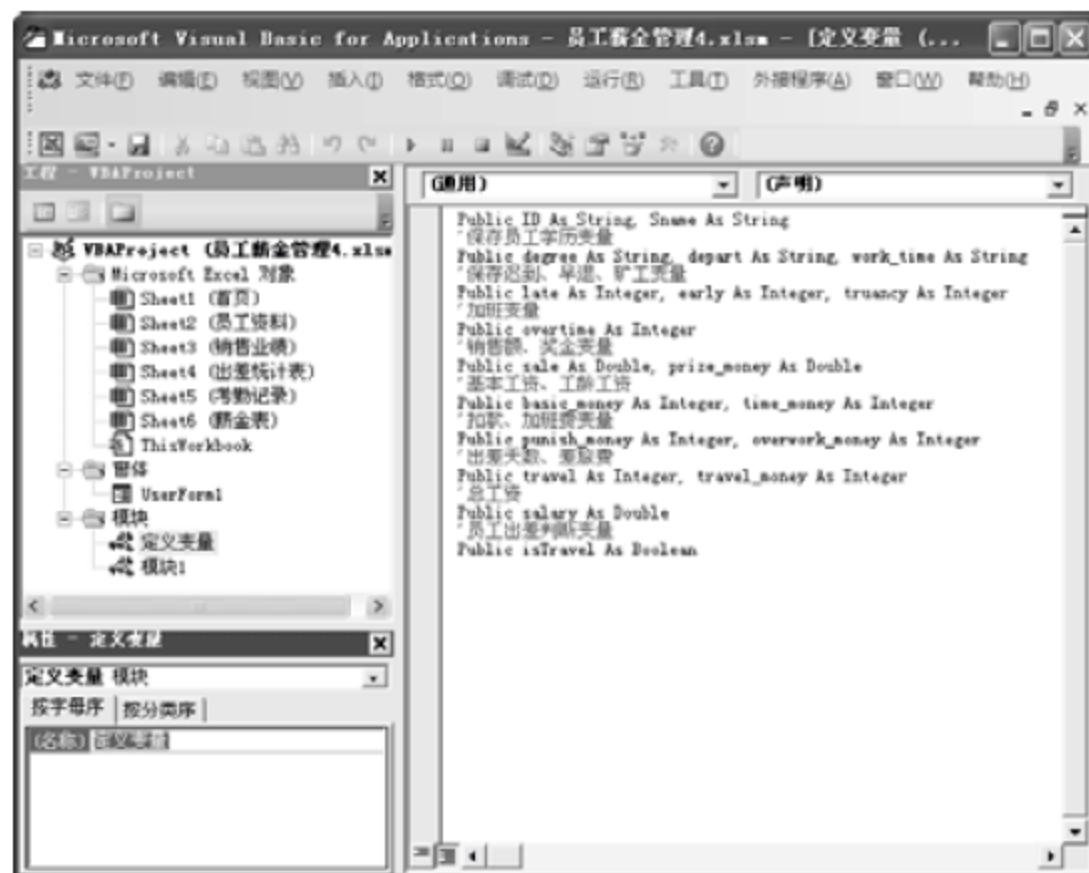 Microsoft Visual Basic for Applications - 员工薪金管理4.xlsm - [定义变量 (...
文件(F) 编辑(E) 视图(V) 插入(I) 格式(O) 调试(D) 运行(R) 工具(T) 外接程序(A) 窗口(W) 帮助(H)
工程 - VBAProject
VBAProject (员工薪金管理4.xlsm
Microsoft Excel 对象
Sheet1 (首页)
Sheet2 (员工资料)
Sheet3 (销售业绩)
Sheet4 (出差统计表)
Sheet5 (考勤记录)
Sheet6 (薪金表)
ThisWorkbook
窗体
UserForm1
模块
定义变量
模块1
属性 - 定义变量
定义变量 模块
按字母序 按分类序
(名称) 定义变量
(通用) (声明)
Public ID As String, Sname As String
'保存员工学历变量
Public degree As String, depart As String, work_time As String
'保存迟到、早退、旷工变量
Public late As Integer, early As Integer, truancy As Integer
'加班变量
Public overtime As Integer
'销售额、奖金变量
Public sale As Double, prize_money As Double
'基本工资、工龄工资
Public basic_money As Integer, time_money As Integer
'扣款、加班费变量
Public punish_money As Integer, overwork_money As Integer
'出差天数、差旅费
Public travel As Integer, travel_money As Integer
'总工资
Public salary As Double
'员工出差判断变量
Public isTravel As Boolean